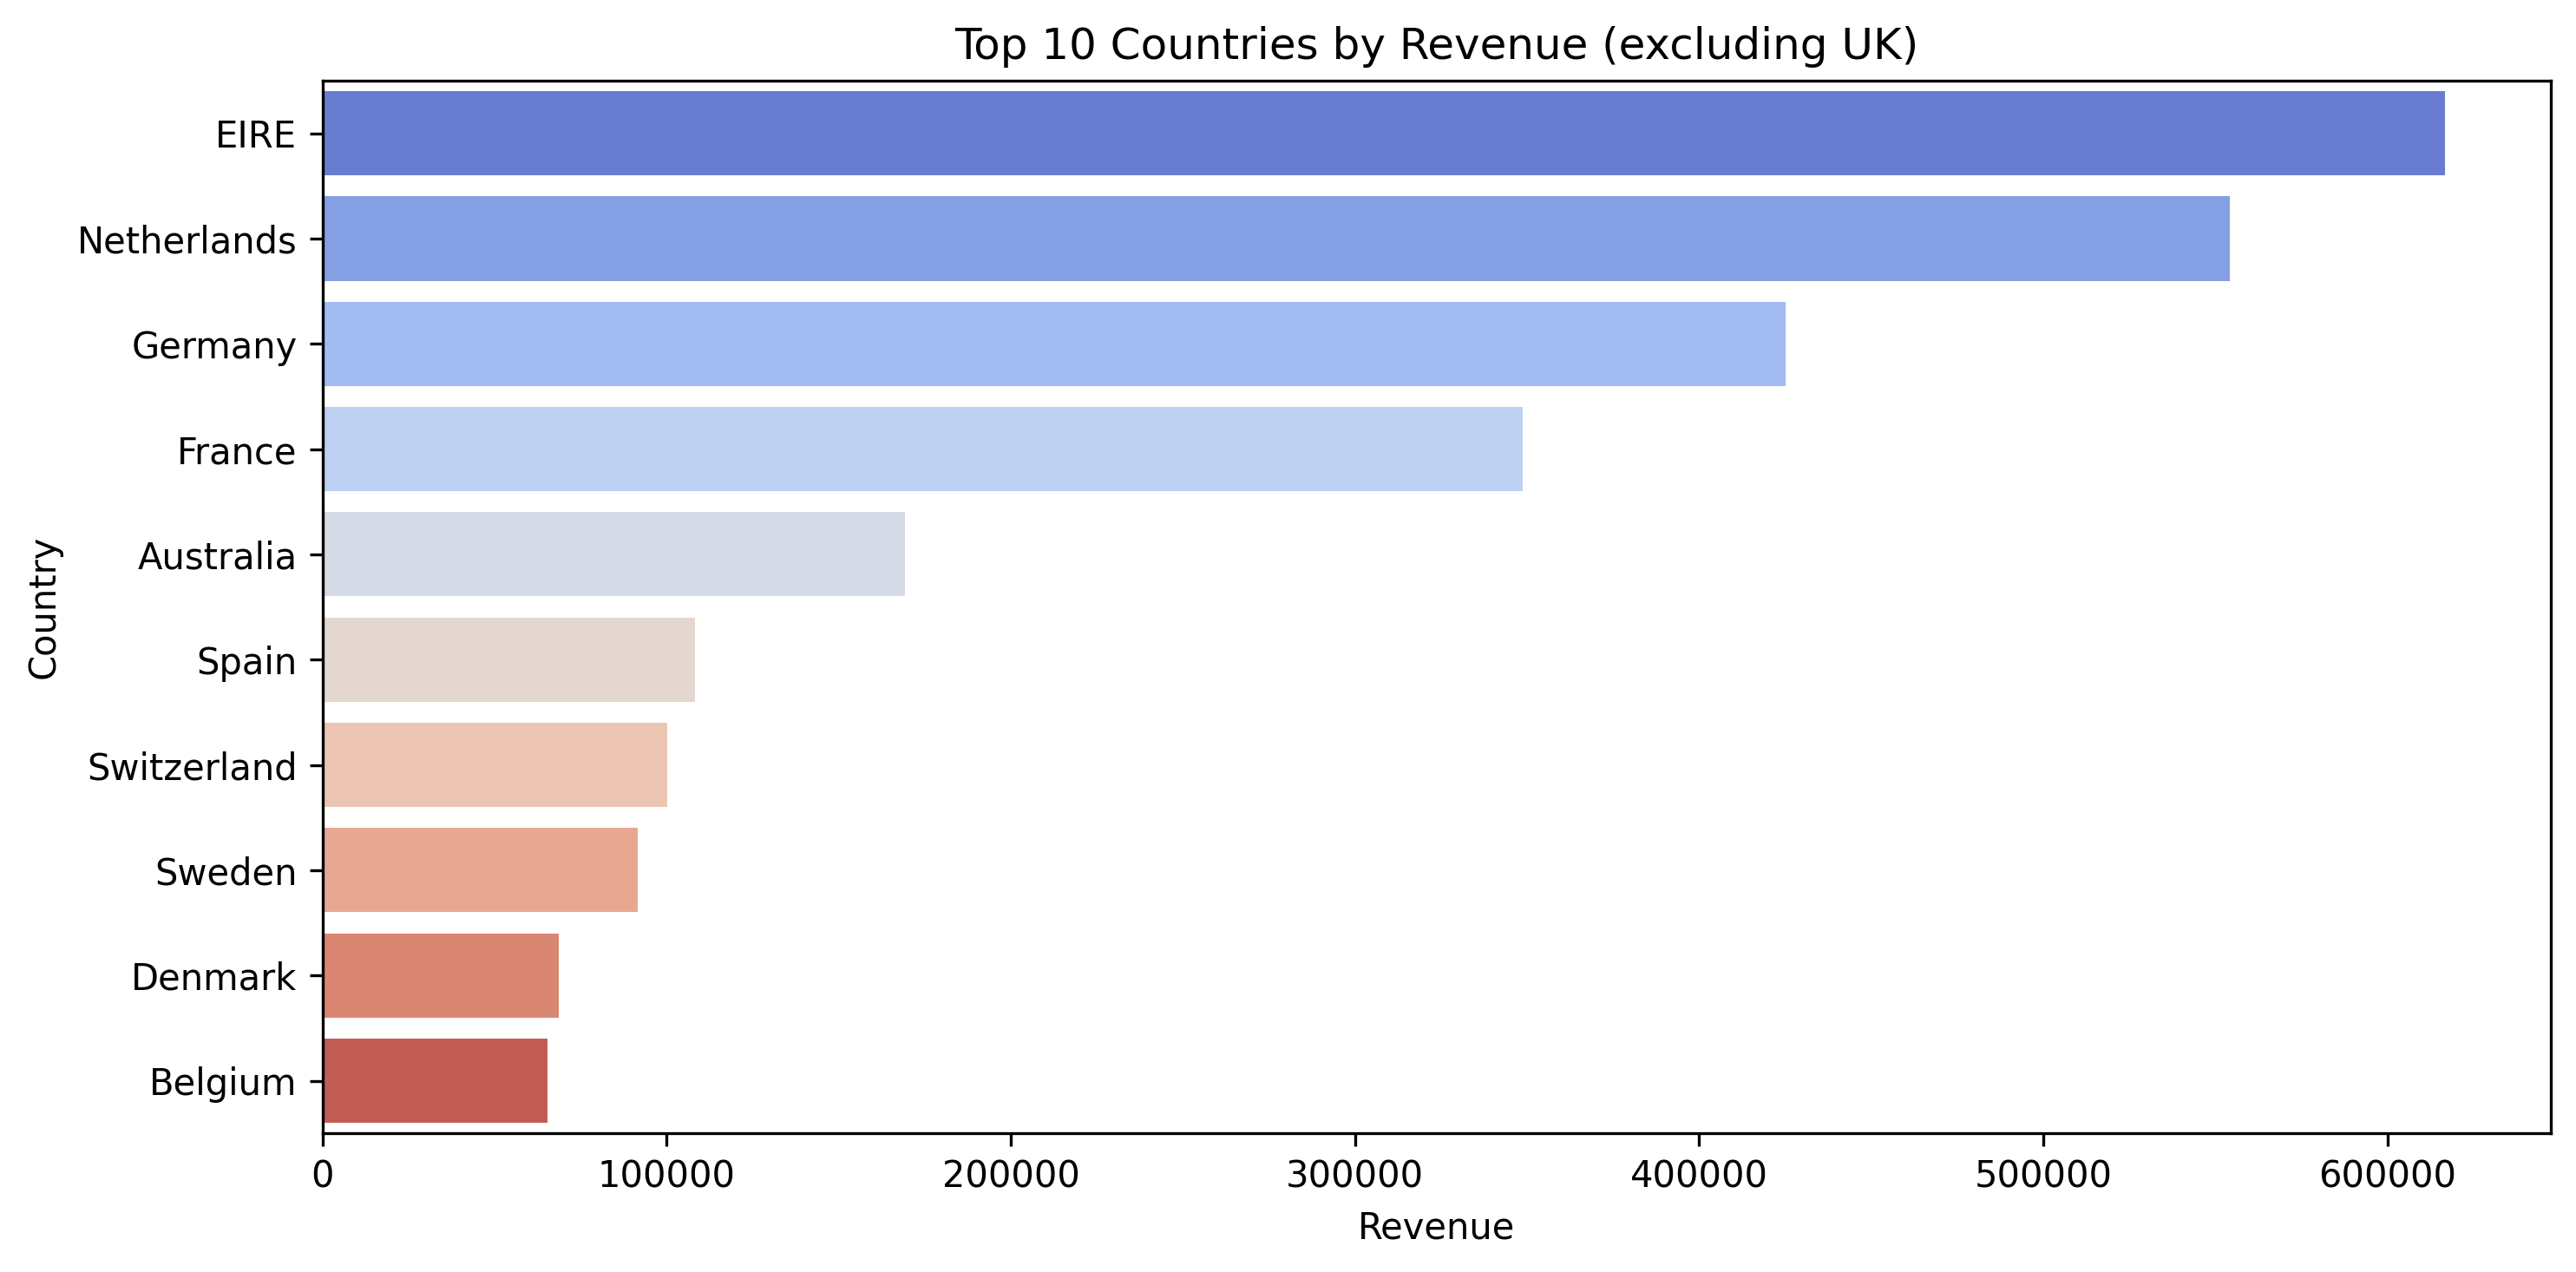 Top 10 Countries by Revenue (excluding UK)
Country
EIRE
Netherlands
Germany
France
Australia
Spain
Switzerland
Sweden
Denmark
Belgium
0 100000 200000 300000 400000 500000 600000
Revenue